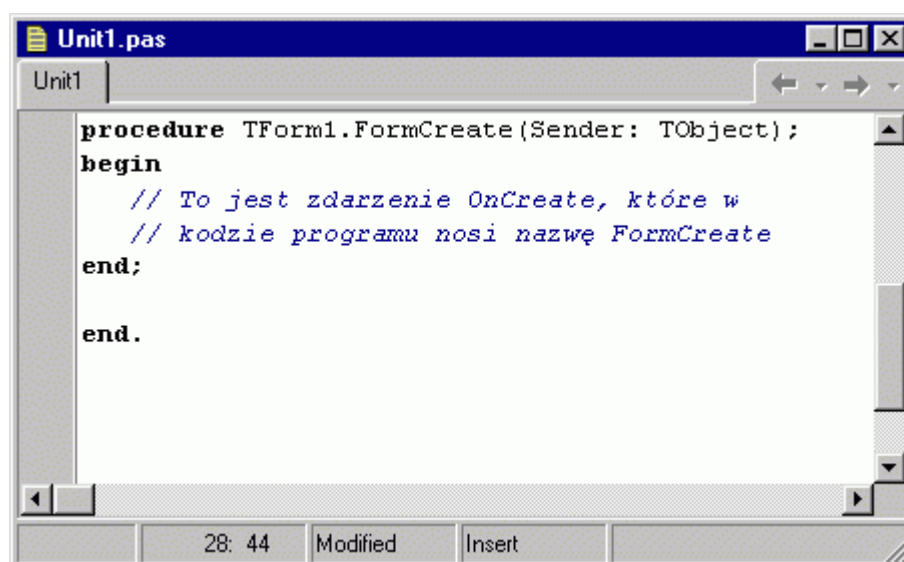 Unit1.pas
Unit1
procedure TForm1.FormCreate(Sender: TObject);
begin
// To jest zdarzenie OnCreate, które w
// kodzie programu nosi nazwę FormCreate
end;
end.
28: 44 Modified Insert